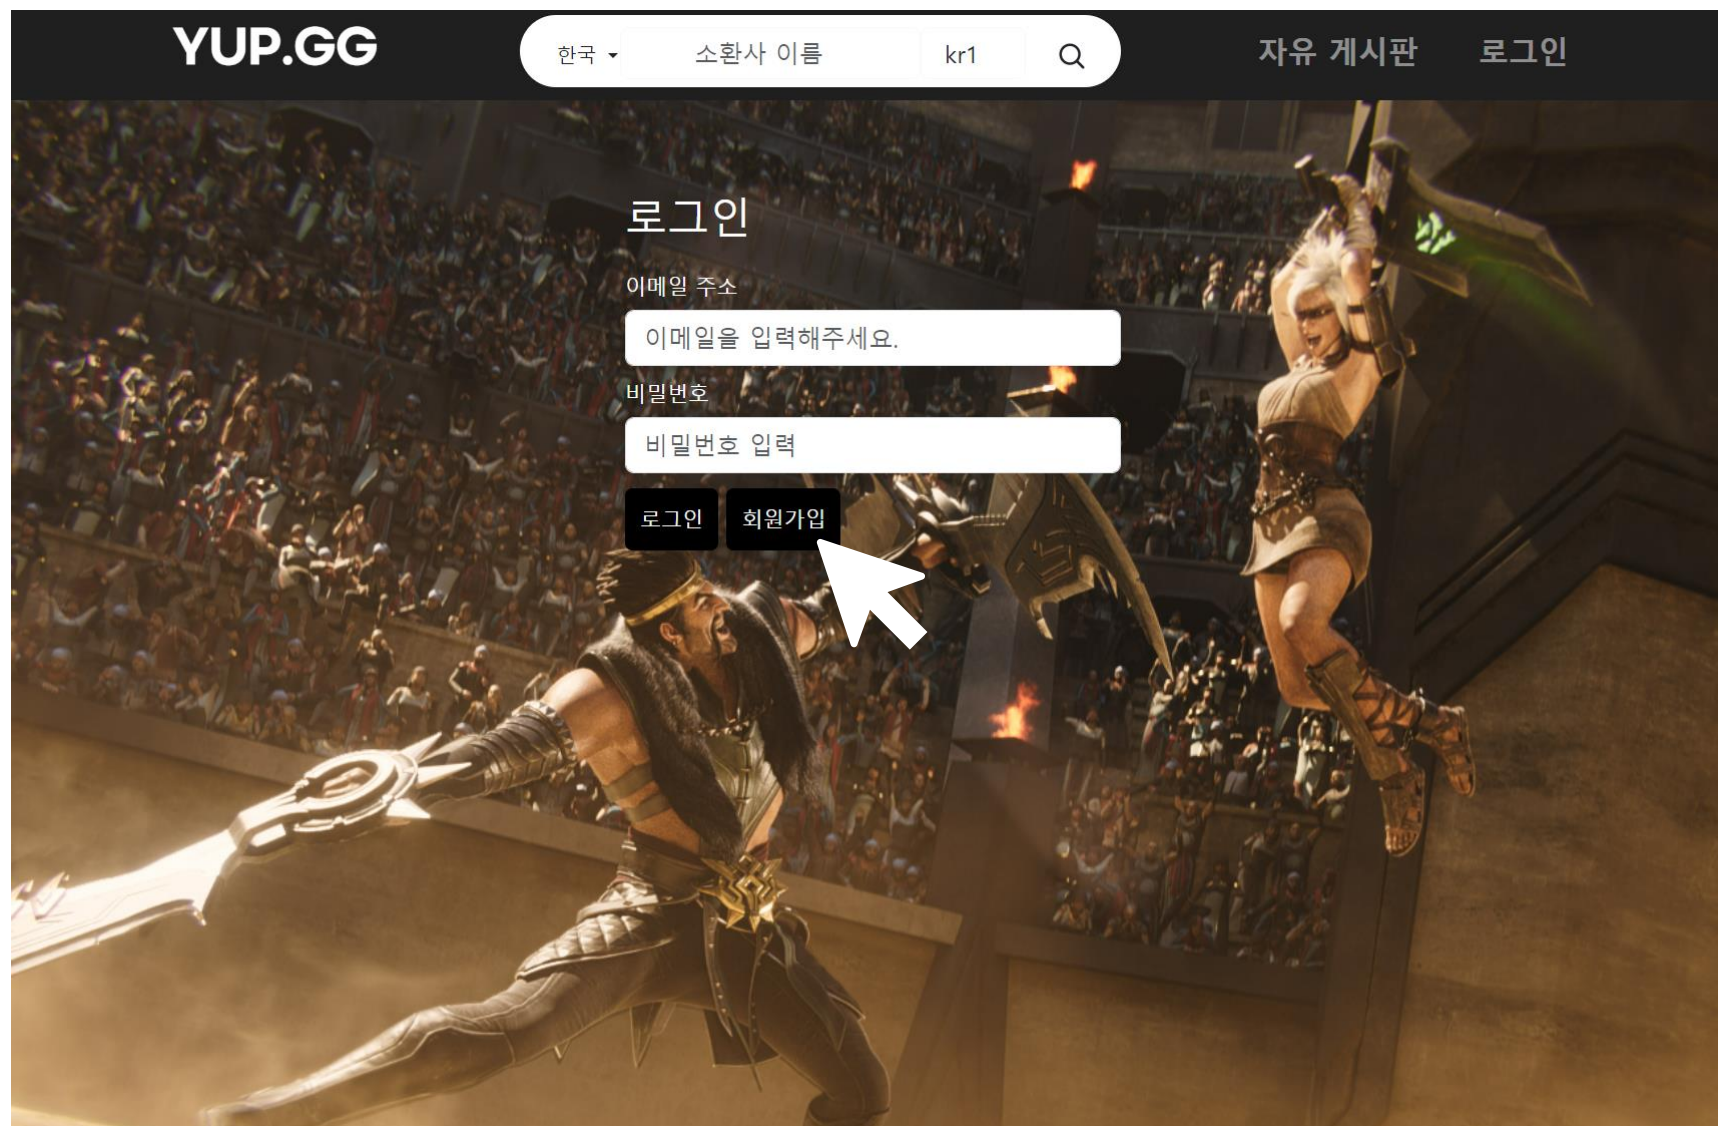 YUP.GG
한국 소환사 이름 kr1
자유 게시판 로그인
로그인
이메일 주소
이메일을 입력해주세요.
비밀번호
비밀번호 입력
로그인 회원가입